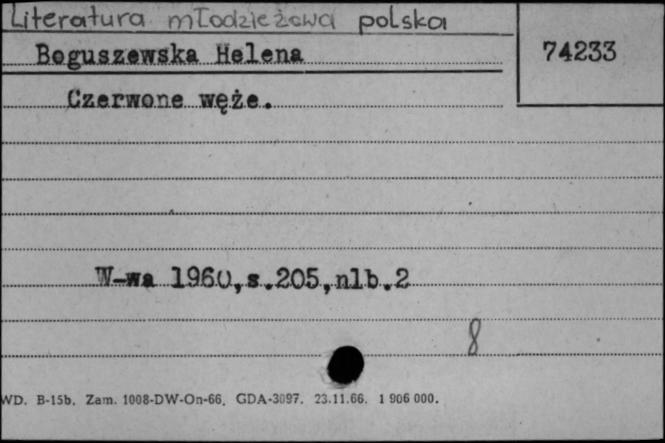 Literatura młodzieżowa polska
Boguszewska Helena
74233
Czerwone węże.
W-wa 1960,s.205,nlb.2
8
WD. B-15b. Zam. 1008-DW-On-66. GDA-3097. 23.11.66. 1 906 000.